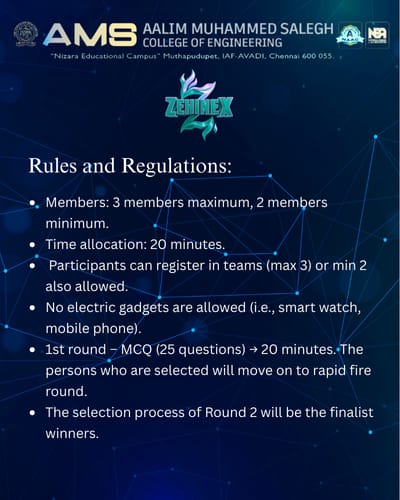 AMS AALIM MUHAMMED SALEGH
COLLEGE OF ENGINEERING
"Nizara Educational Campus" Muthapudupet, IAF-AVADI, Chennai 600 055.
ZEHINEX
Rules and Regulations:
• Members: 3 members maximum, 2 members
minimum.
• Time allocation: 20 minutes.
• Participants can register in teams (max 3) or min 2
also allowed.
• No electric gadgets are allowed (i.e., smart watch,
mobile phone).
• 1st round – MCQ (25 questions) → 20 minutes. The
persons who are selected will move on to rapid fire
round.
• The selection process of Round 2 will be the finalist
winners.